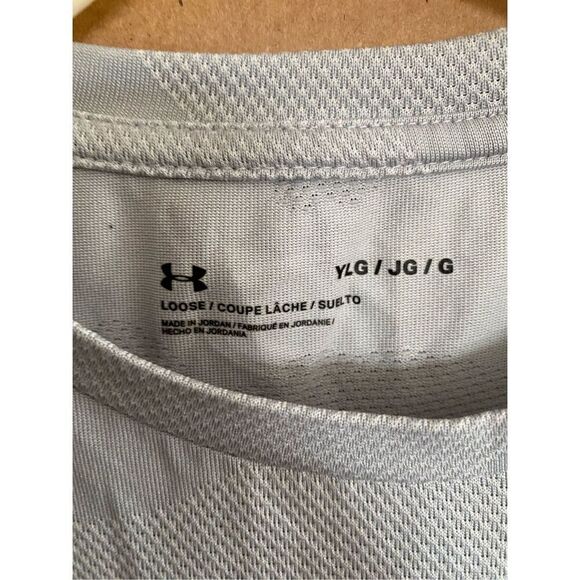 YLG / JG / G
LOOSE / COUPE LÂCHE / SUELTO
MADE IN JORDAN / FABRIQUÉ EN JORDANIE /
HECHO EN JORDANIA